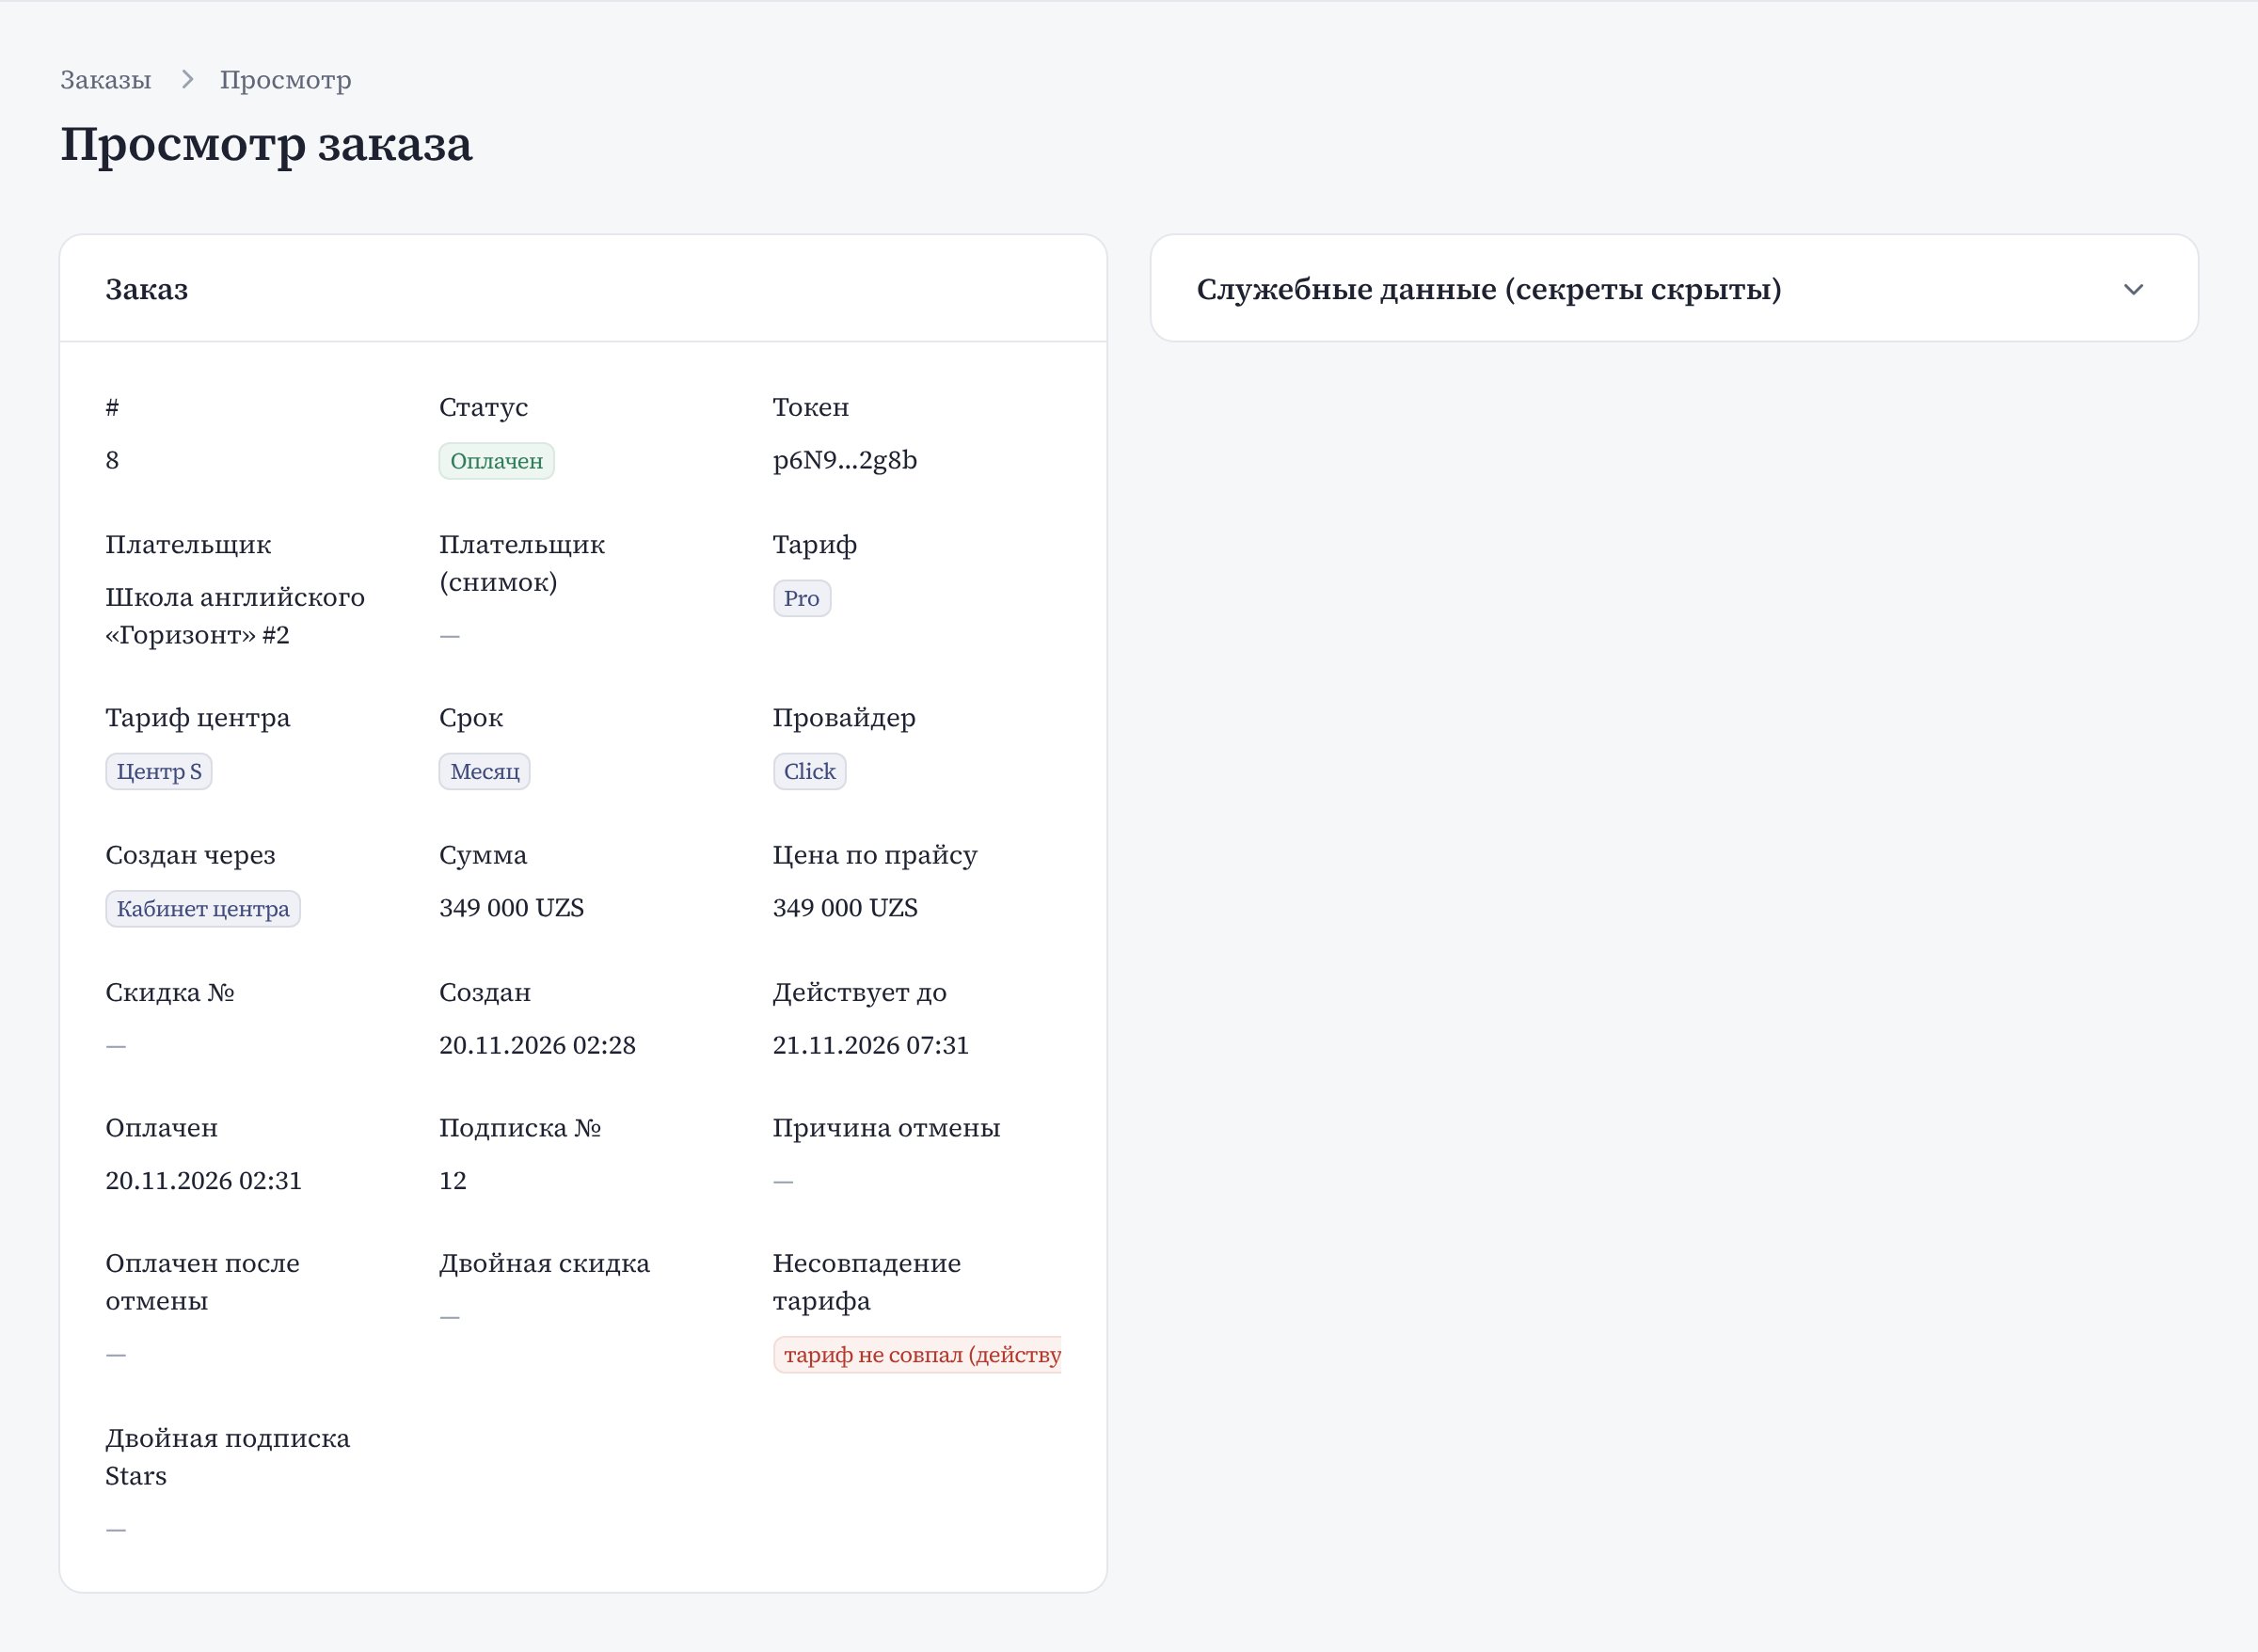 Заказы > Просмотр
Просмотр заказа
Заказ
Служебные данные (секреты скрыты)
# Статус Токен
8 Оплачен p6N9...2g8b
Плательщик Плательщик Тариф
(снимок)
Школа английского Pro
«Горизонт» #2 —
Тариф центра Срок Провайдер
Центр S Месяц Click
Создан через Сумма Цена по прайсу
Кабинет центра 349 000 UZS 349 000 UZS
Скидка № Создан Действует до
— 20.11.2026 02:28 21.11.2026 07:31
Оплачен Подписка № Причина отмены
20.11.2026 02:31 12 —
Оплачен после Двойная скидка Несовпадение
отмены — тарифа
— тариф не совпал (действу
Двойная подписка
Stars
—